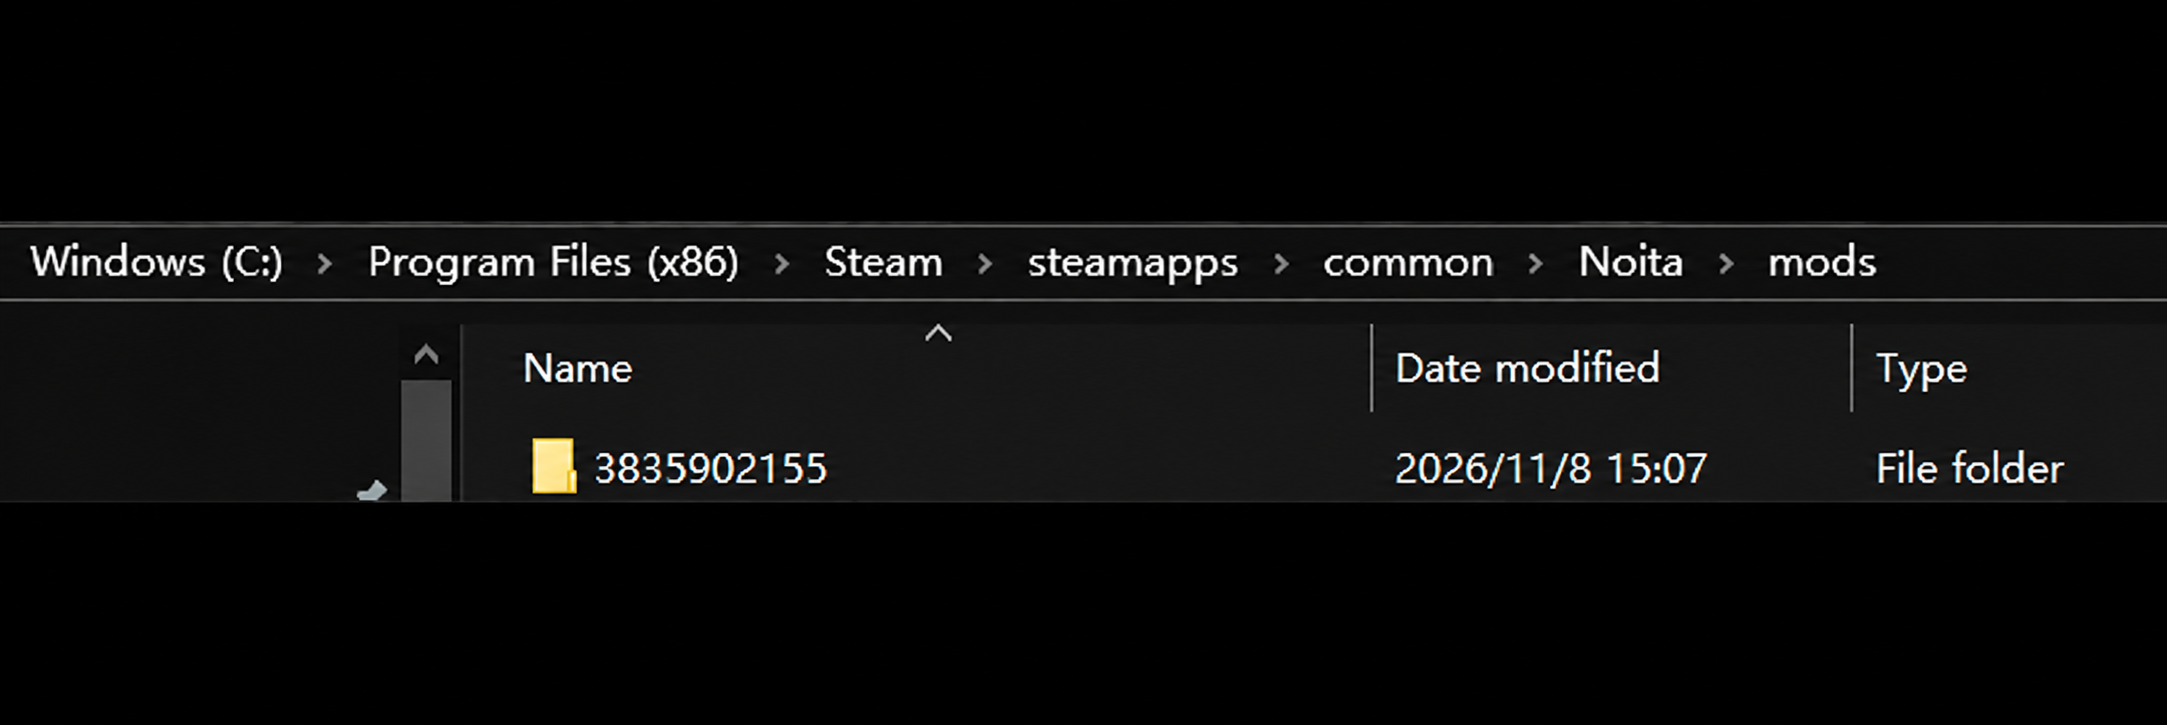 Windows (C:) > Program Files (x86) > Steam > steamapps > common > Noita > mods
Name Date modified Type
3835902155 2026/11/8 15:07 File folder